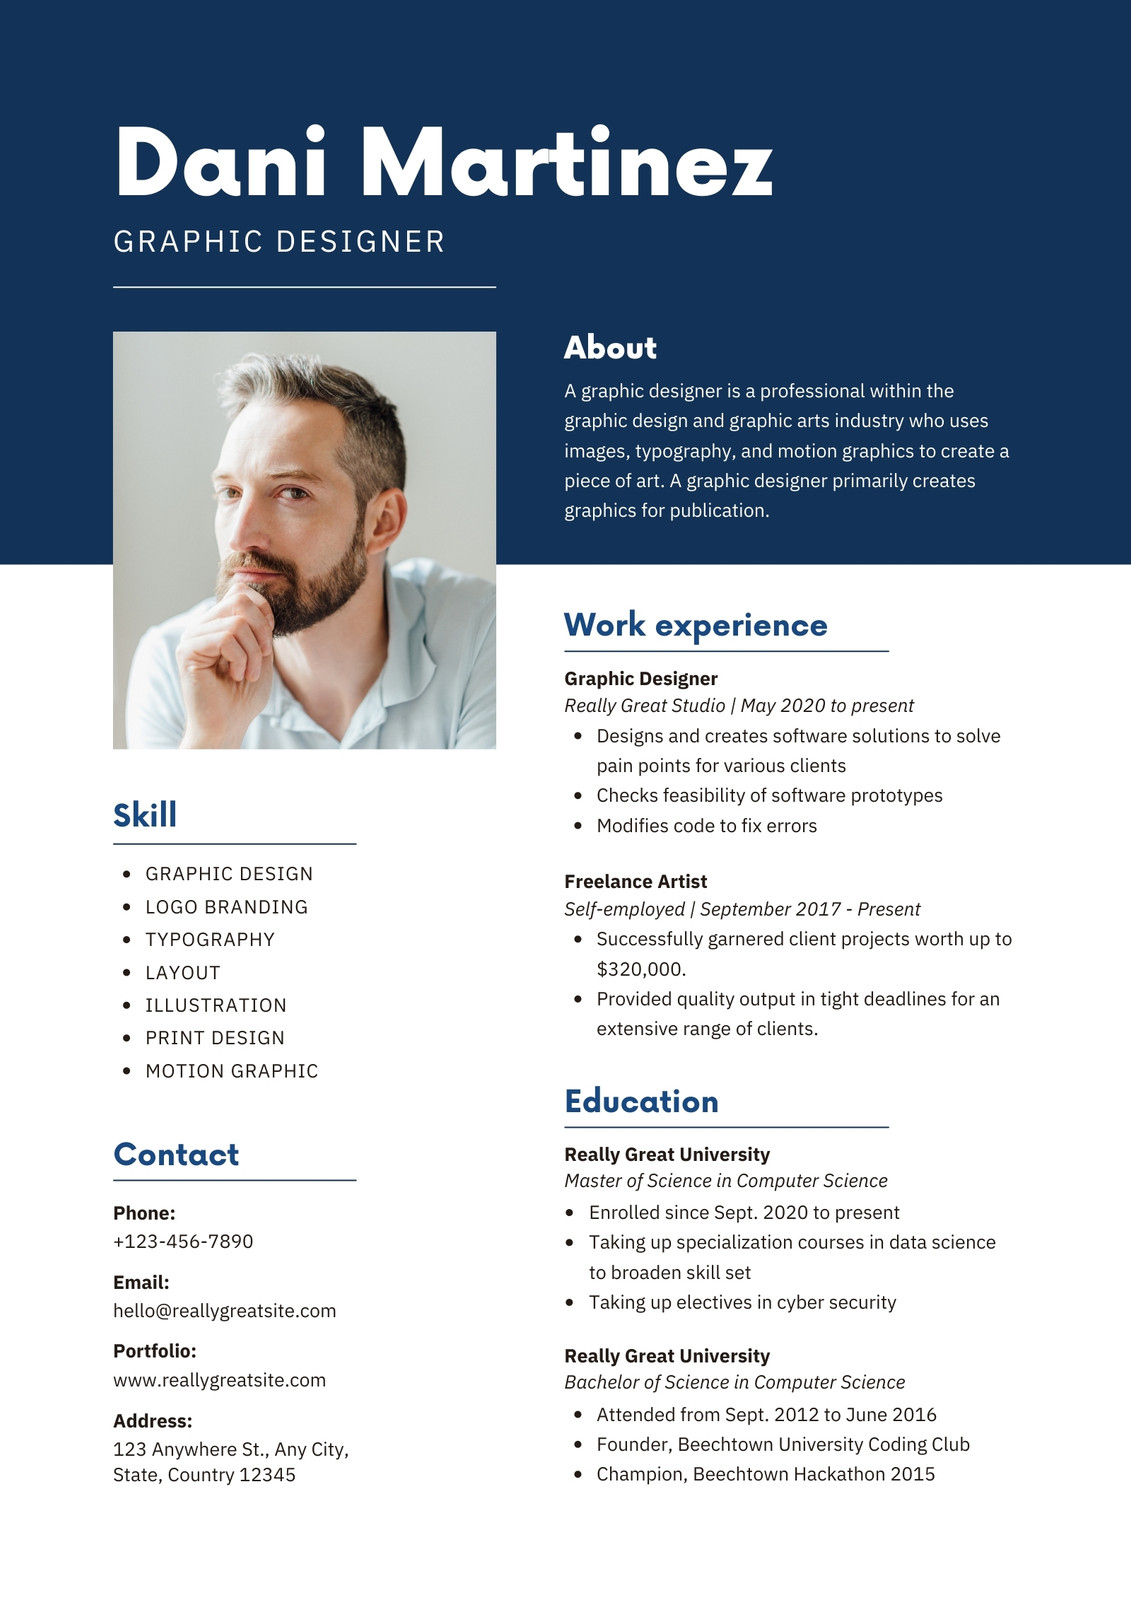 Dani Martinez
GRAPHIC DESIGNER
About
A graphic designer is a professional within the
graphic design and graphic arts industry who uses
images, typography, and motion graphics to create a
piece of art. A graphic designer primarily creates
graphics for publication.
Skill
• GRAPHIC DESIGN
• LOGO BRANDING
• TYPOGRAPHY
• LAYOUT
• ILLUSTRATION
• PRINT DESIGN
• MOTION GRAPHIC
Contact
Phone:
+123-456-7890
Email:
hello@reallygreatsite.com
Portfolio:
www.reallygreatsite.com
Address:
123 Anywhere St., Any City,
State, Country 12345
Work experience
Graphic Designer
Really Great Studio | May 2020 to present
• Designs and creates software solutions to solve
pain points for various clients
• Checks feasibility of software prototypes
• Modifies code to fix errors
Freelance Artist
Self-employed | September 2017 - Present
• Successfully garnered client projects worth up to
$320,000.
• Provided quality output in tight deadlines for an
extensive range of clients.
Education
Really Great University
Master of Science in Computer Science
• Enrolled since Sept. 2020 to present
• Taking up specialization courses in data science
to broaden skill set
• Taking up electives in cyber security
Really Great University
Bachelor of Science in Computer Science
• Attended from Sept. 2012 to June 2016
• Founder, Beechtown University Coding Club
• Champion, Beechtown Hackathon 2015